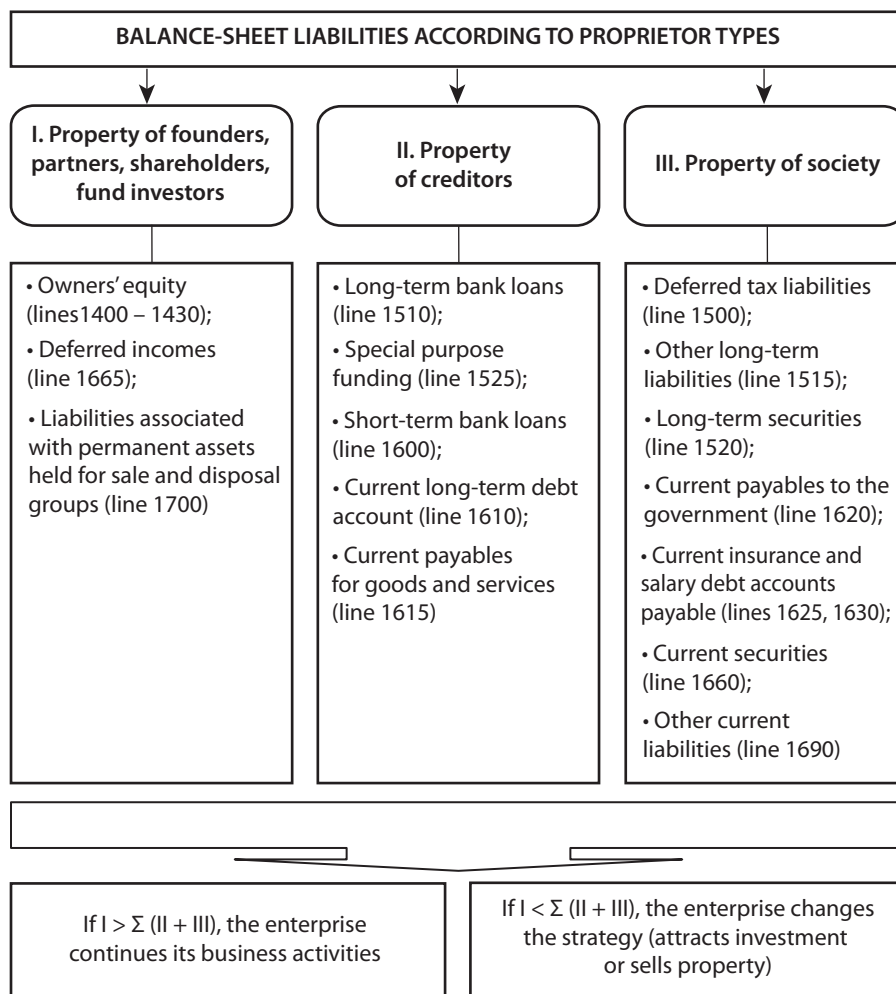 BALANCE-SHEET LIABILITIES ACCORDING TO PROPRIETOR TYPES
I. Property of founders,
partners, shareholders,
fund investors
II. Property
of creditors
III. Property of society
• Owners' equity
(lines1400 – 1430);
• Deferred incomes
(line 1665);
• Liabilities associated
with permanent assets
held for sale and disposal
groups (line 1700)
• Long-term bank loans
(line 1510);
• Special purpose
funding (line 1525);
• Short-term bank loans
(line 1600);
• Current long-term debt
account (line 1610);
• Current payables
for goods and services
(line 1615)
• Deferred tax liabilities
(line 1500);
• Other long-term
liabilities (line 1515);
• Long-term securities
(line 1520);
• Current payables to the
government (line 1620);
• Current insurance and
salary debt accounts
payable (lines 1625, 1630);
• Current securities
(line 1660);
• Other current
liabilities (line 1690)
If I > Σ (II + III), the enterprise
continues its business activities
If I < Σ (II + III), the enterprise changes
the strategy (attracts investment
or sells property)